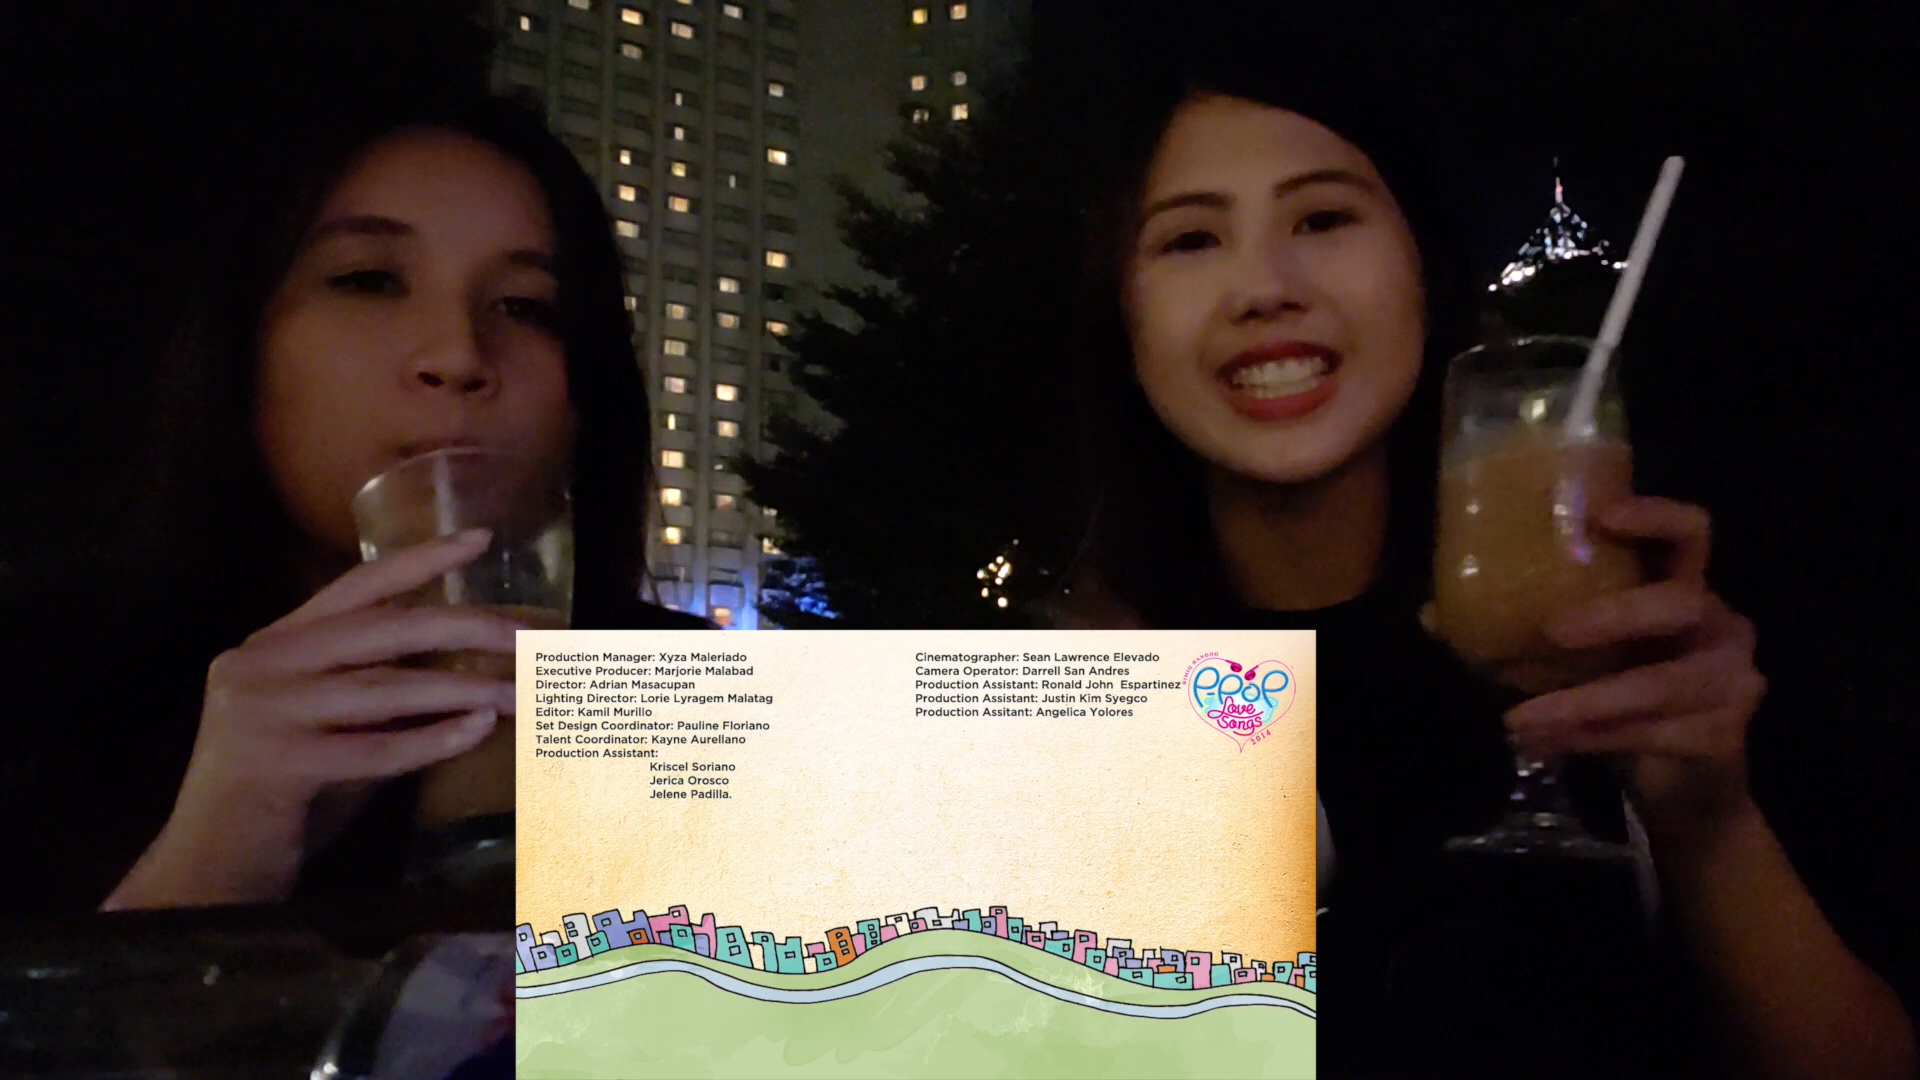 Production Manager: Xyza Maleriado
Executive Producer: Marjorie Malabad
Director: Adrian Masacupan
Lighting Director: Lorie Lyragem Malatag
Editor: Kamil Murillo
Set Design Coordinator: Pauline Floriano
Talent Coordinator: Kayne Aurellano
Production Assistant:
Kriscel Soriano
Jerica Orosco
Jelene Padilla.
Cinematographer: Sean Lawrence Elevado
Camera Operator: Darrell San Andres
Production Assistant: Ronald John Espartinez
Production Assistant: Justin Kim Syegco
Production Assitant: Angelica Yolores
HIMIG HANDOG
P-POP
Love
Songs
2014